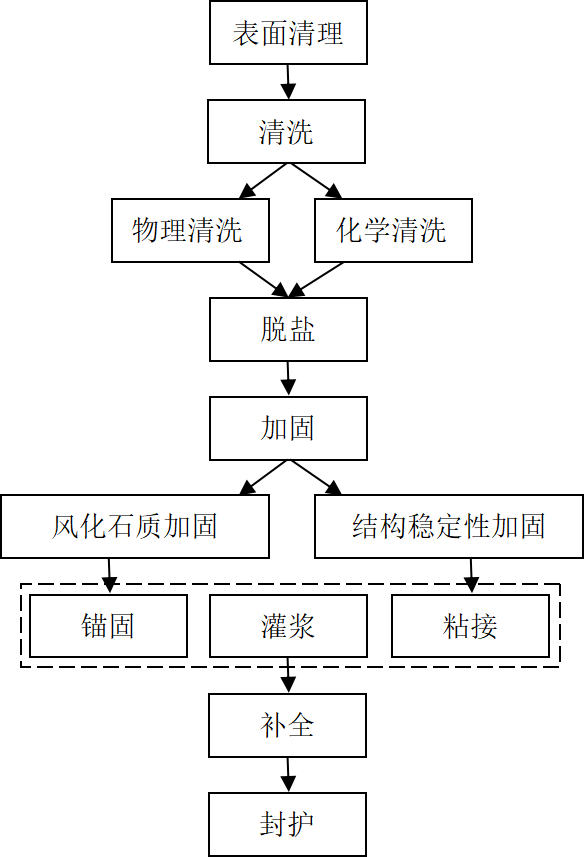 表面清理
清洗
物理清洗
化学清洗
脱盐
加固
风化石质加固
结构稳定性加固
锚固
灌浆
粘接
补全
封护